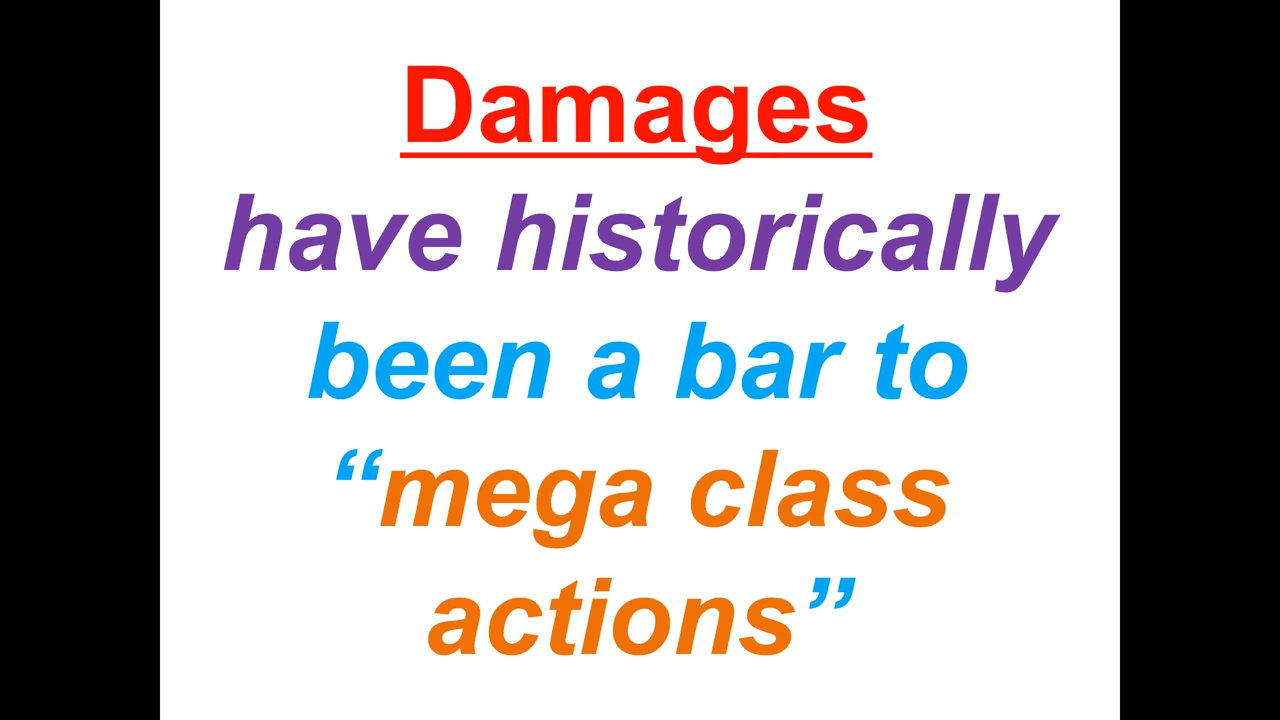 Damages
have historically
been a bar to
“mega class
actions”